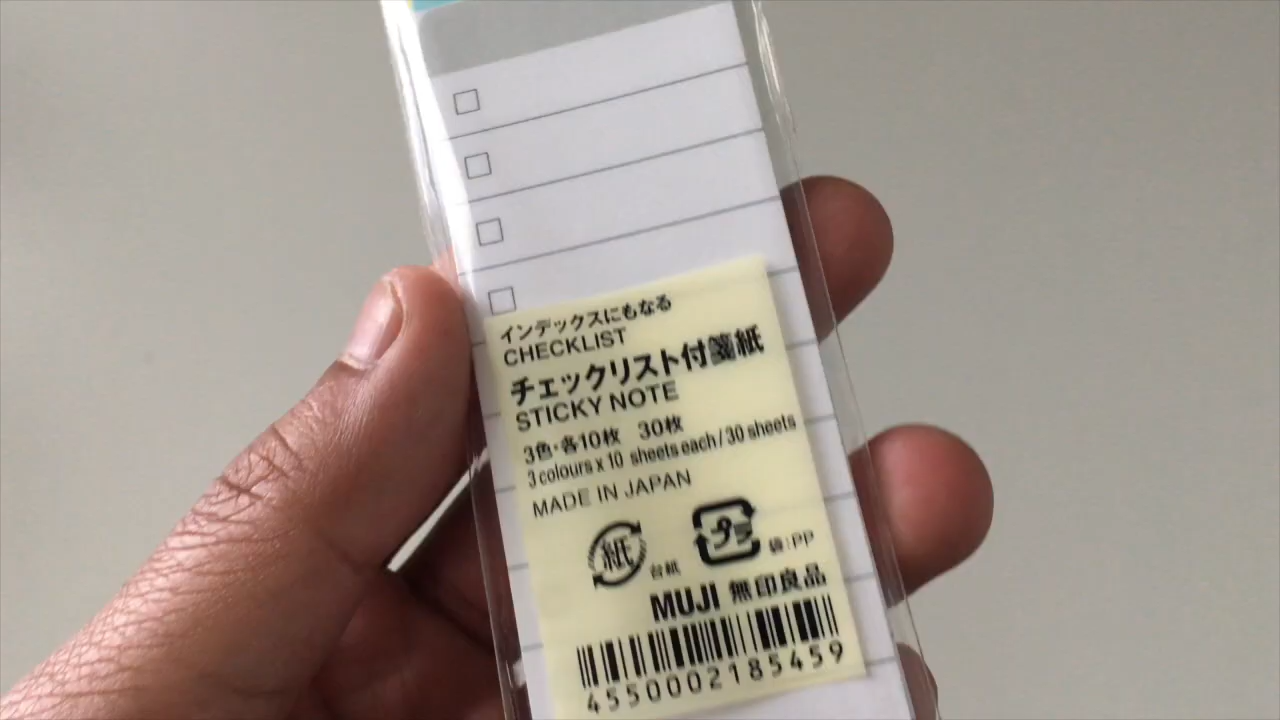 インデックスにもなる
CHECKLIST
チェックリスト付箋紙
STICKY NOTE
3色・各10枚 30枚
3 colours x 10 sheets each / 30 sheets
MADE IN JAPAN
紙 台紙 プラ 袋:PP
MUJI 無印良品
4550002185459